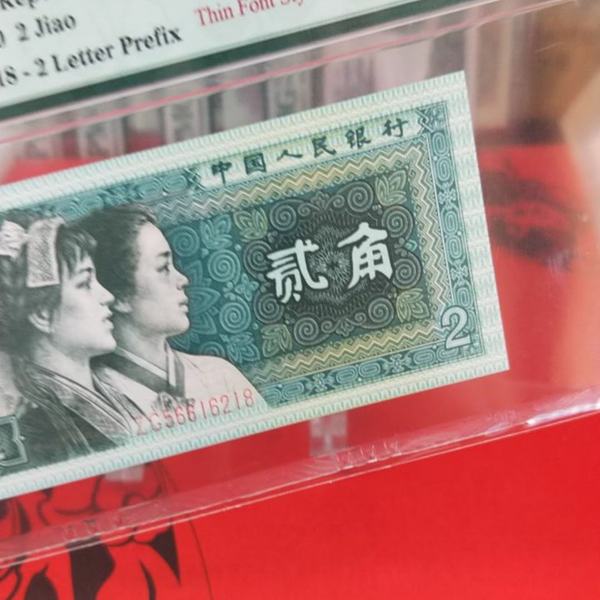 2 Jiao
- 2 Letter Prefix
Thin Font
中国人民银行
贰角
2
ZG56616218